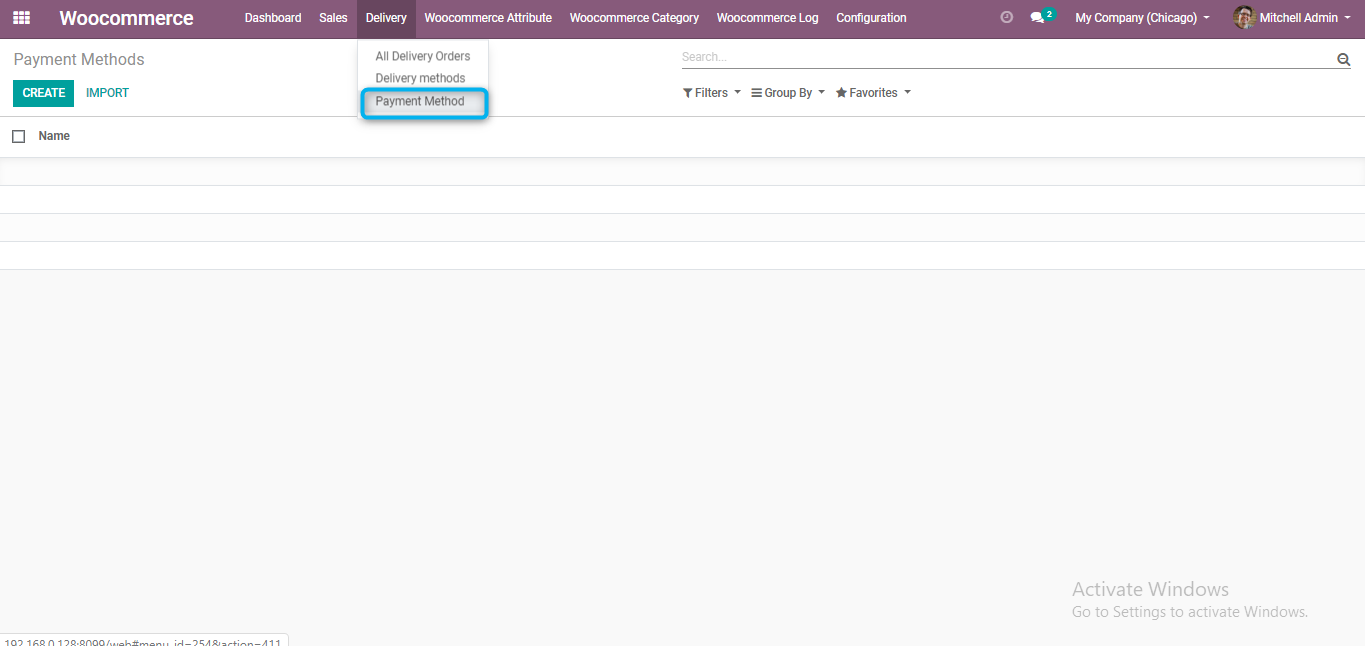 Woocommerce Dashboard Sales Delivery Woocommerce Attribute Woocommerce Category Woocommerce Log Configuration 2 My Company (Chicago) Mitchell Admin
Payment Methods All Delivery Orders Search...
Delivery methods
CREATE IMPORT Payment Method Filters Group By Favorites
Name
Activate Windows
Go to Settings to activate Windows.
192.168.0.128:8099/web#menu_id=254&action=411